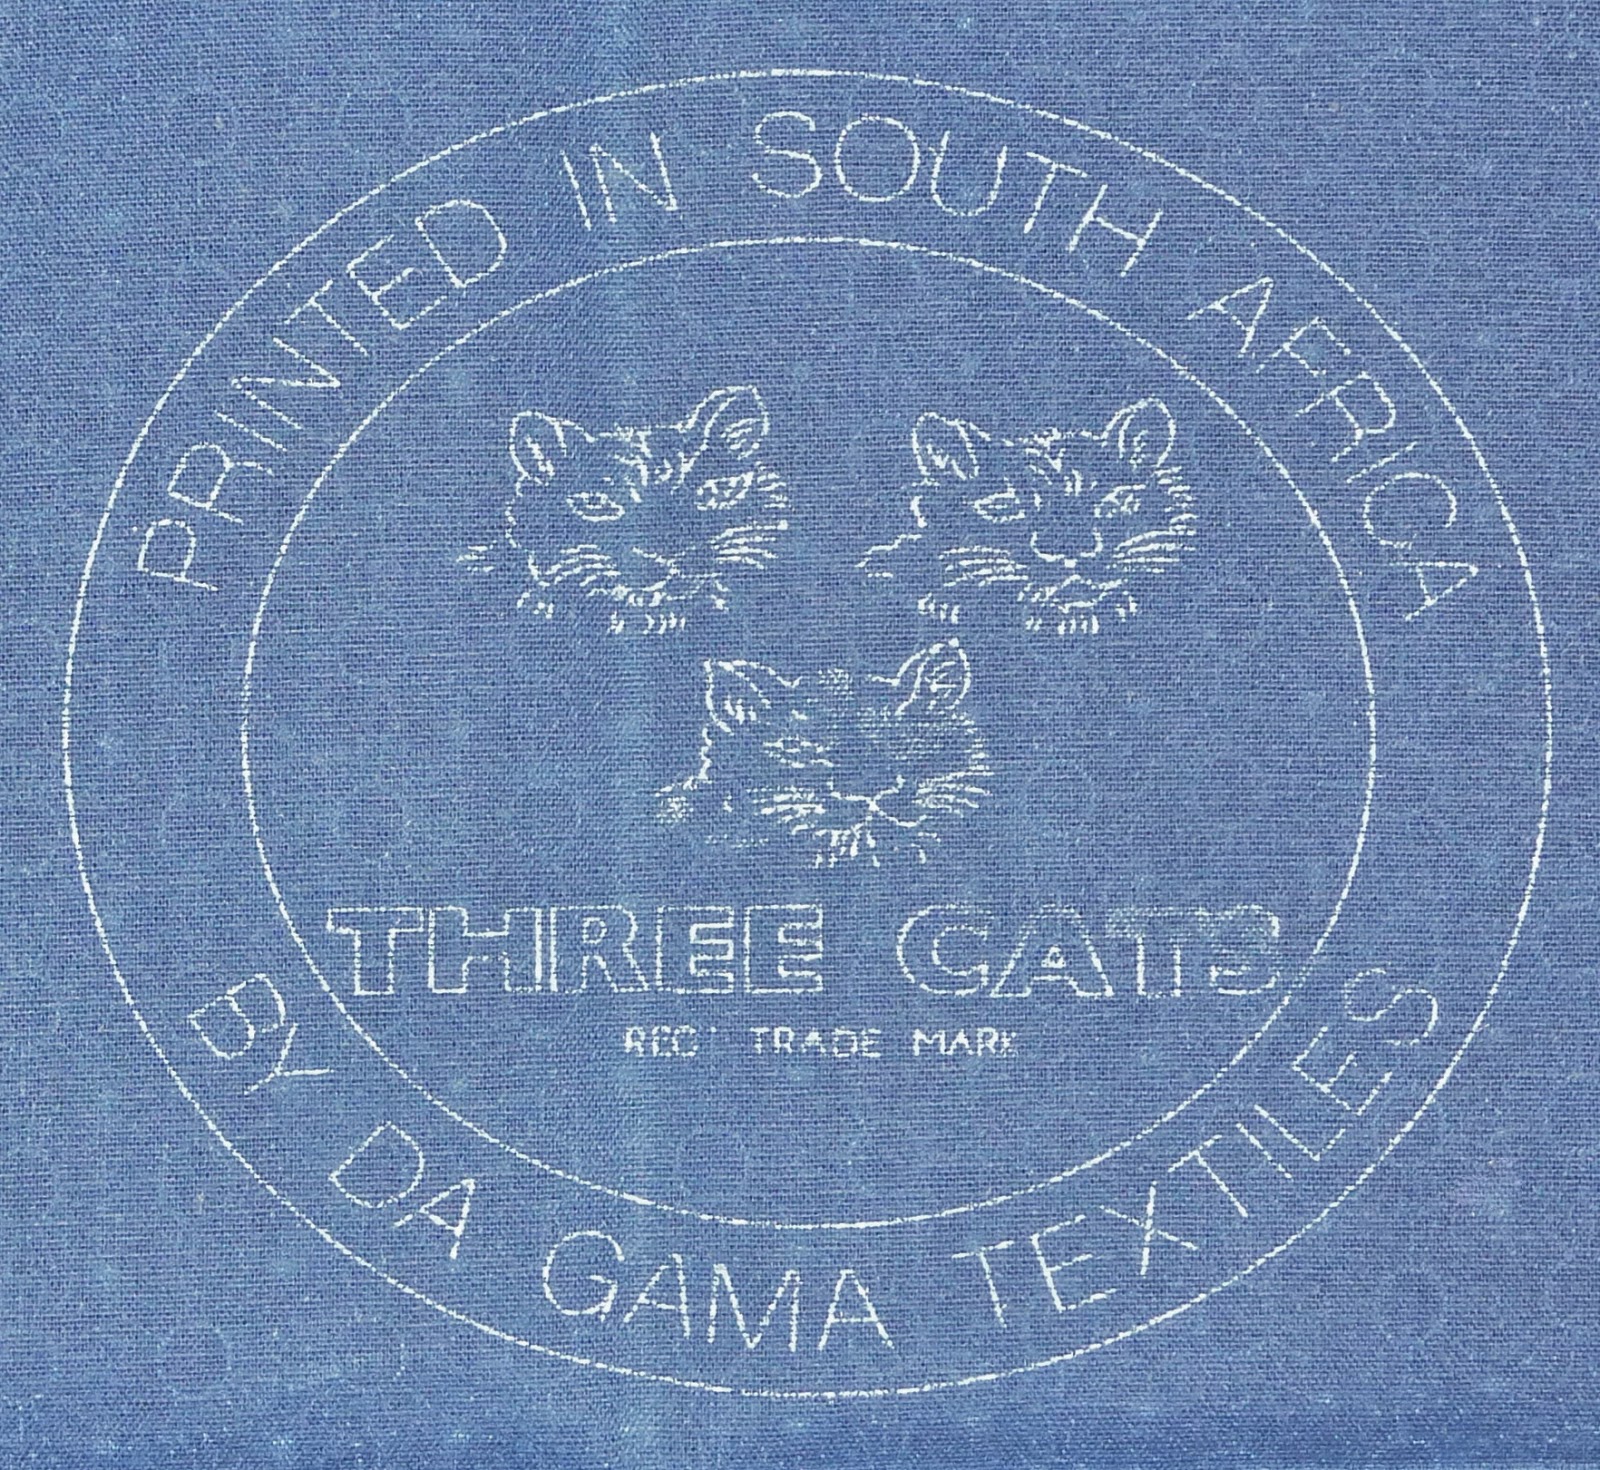 PRINTED IN SOUTH AFRICA
THREE CATS
REG^D TRADE MARK
BY DA GAMA TEXTILES